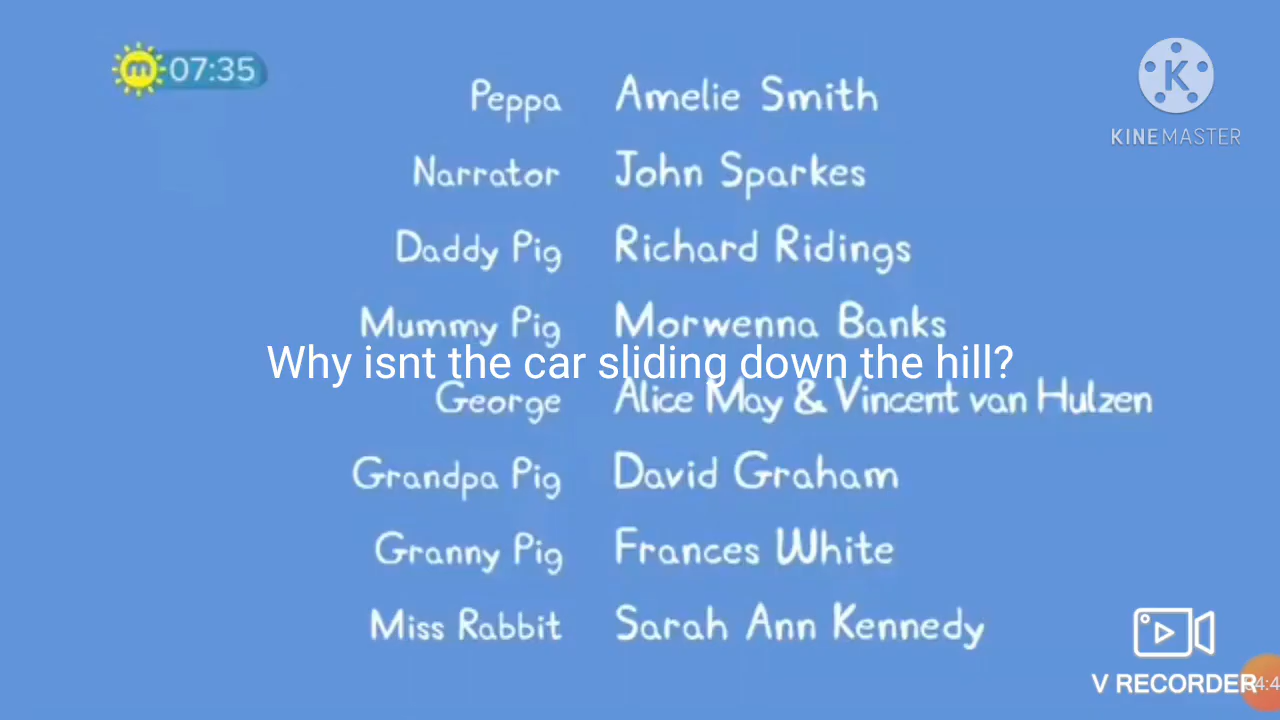 m 07:35
KINEMASTER
Peppa Amelie Smith
Narrator John Sparkes
Daddy Pig Richard Ridings
Mummy Pig Morwenna Banks
Why isnt the car sliding down the hill?
George Alice May & Vincent van Hulzen
Grandpa Pig David Graham
Granny Pig Frances White
Miss Rabbit Sarah Ann Kennedy
V RECORDER